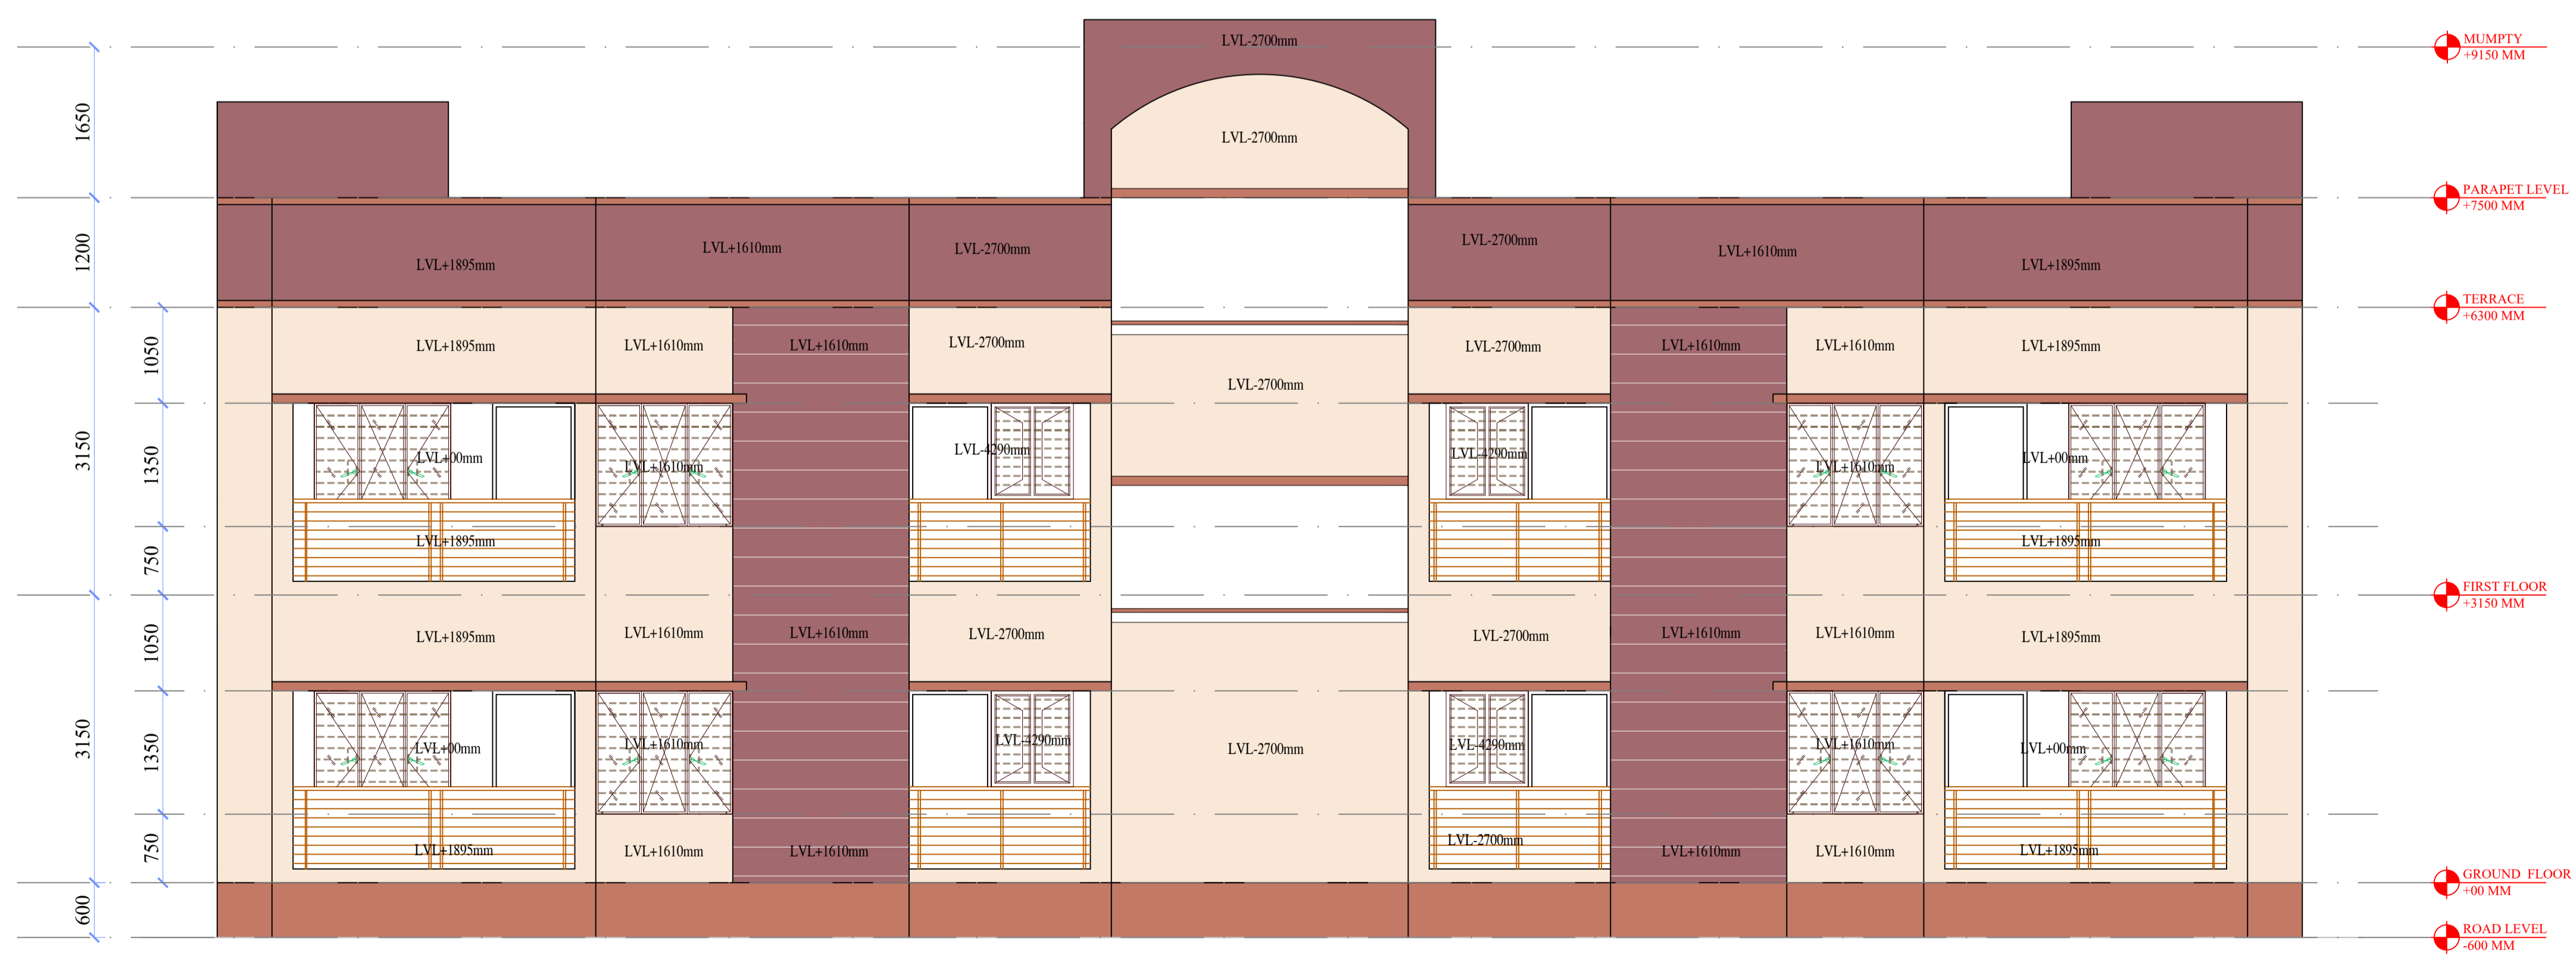 LVL-2700mm
MUMPTY
+9150 MM
1650
LVL-2700mm
PARAPET LEVEL
+7500 MM
1200
LVL+1895mm
LVL+1610mm
LVL-2700mm
LVL-2700mm
LVL+1610mm
LVL+1895mm
TERRACE
+6300 MM
1050
LVL+1895mm
LVL+1610mm
LVL+1610mm
LVL-2700mm
LVL-2700mm
LVL-2700mm
LVL+1610mm
LVL+1610mm
LVL+1895mm
3150
1350
LVL+00mm
LVL+1610mm
LVL-4290mm
LVL-4290mm
LVL+1610mm
LVL+00mm
750
LVL+1895mm
LVL+1895mm
FIRST FLOOR
+3150 MM
1050
LVL+1895mm
LVL+1610mm
LVL+1610mm
LVL-2700mm
LVL-2700mm
LVL+1610mm
LVL+1610mm
LVL+1895mm
3150
1350
LVL+00mm
LVL+1610mm
LVL-4290mm
LVL-2700mm
LVL-4290mm
LVL+1610mm
LVL+00mm
750
LVL+1895mm
LVL+1610mm
LVL+1610mm
LVL-2700mm
LVL+1610mm
LVL+1610mm
LVL+1895mm
GROUND FLOOR
+00 MM
600
ROAD LEVEL
-600 MM